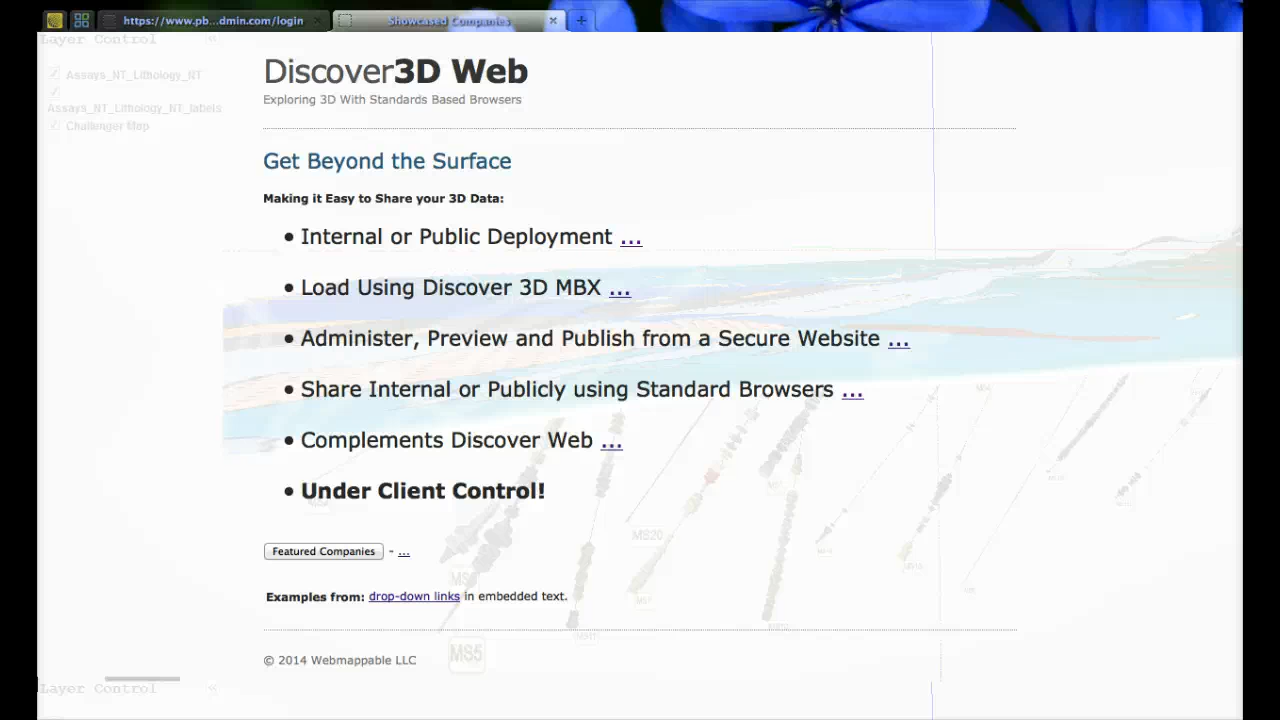 https://www.pb...dmin.com/login
Showcased Companies
Layer Control
Assays_NT_Lithology_NT
Assays_NT_Lithology_NT_labels
Challenger Map
Discover3D Web
Exploring 3D With Standards Based Browsers
Get Beyond the Surface
Making it Easy to Share your 3D Data:
• Internal or Public Deployment ...
• Load Using Discover 3D MBX ...
• Administer, Preview and Publish from a Secure Website ...
• Share Internal or Publicly using Standard Browsers ...
• Complements Discover Web ...
• Under Client Control!
MS20
Featured Companies - ...
Examples from: drop-down links in embedded text.
© 2014 Webmappable LLC
MS5
Layer Control